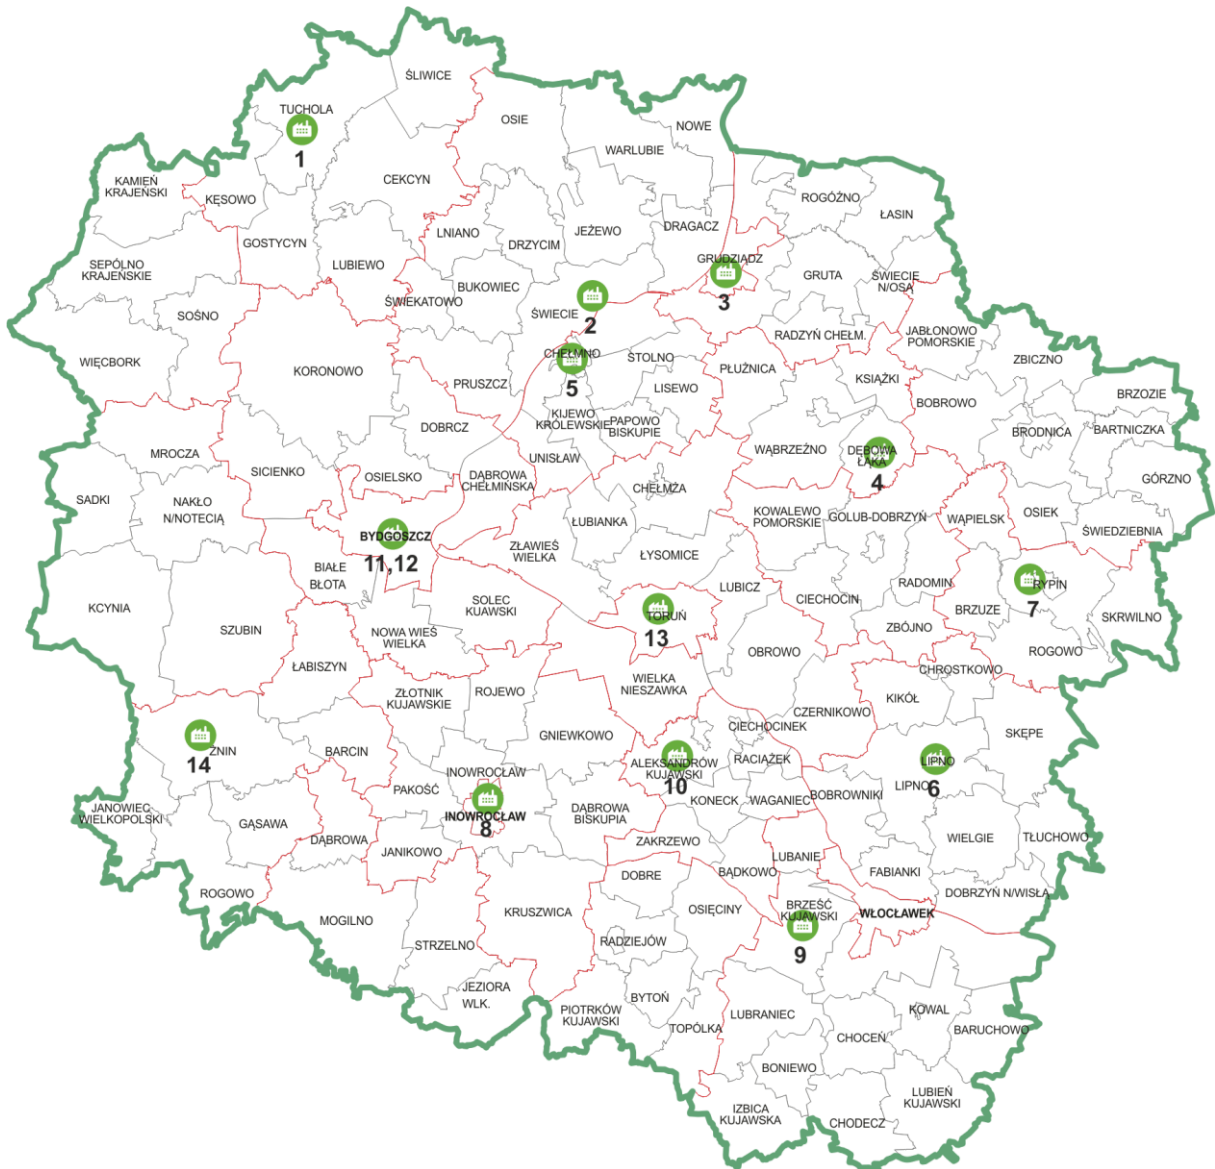 ŚLIWICE
TUCHOLA
1
OSIE
NOWE
WARLUBIE
KAMIEŃ
KRAJEŃSKI
KĘSOWO
CEKCYN
ROGÓŹNO
ŁASIN
GOSTYCYN
LUBIEWO
LNIANO
DRZYCIM
JEŻEWO
DRAGACZ
GRUDZIĄDZ
3
GRUTA
ŚWIECIE
N/OSĄ
SEPÓLNO
KRAJEŃSKIE
SOŚNO
ŚWIEKATOWO
BUKOWIEC
ŚWIECIE
2
RADZYŃ CHEŁM.
JABŁONOWO
POMORSKIE
ZBICZNO
WIĘCBORK
KORONOWO
PRUSZCZ
CHEŁMNO
5
STOLNO
LISEWO
PŁUŻNICA
KSIĄŻKI
BOBROWO
BRZOZIE
BARTNICZKA
BRODNICA
DOBRCZ
KIJEWO
KRÓLEWSKIE
PAPOWO
BISKUPIE
WĄBRZEŹNO
DĘBOWA
ŁĄKA
4
GÓRZNO
MROCZA
SICIENKO
OSIELSKO
DĄBROWA
CHEŁMIŃSKA
UNISŁAW
CHEŁMŻA
SADKI
NAKŁO
N/NOTECIĄ
KOWALEWO
POMORSKIE
GOLUB-DOBRZYŃ
WĄPIELSK
OSIEK
ŚWIEDZIEBNIA
BYDGOSZCZ
11,12
ŁUBIANKA
ZŁAWIEŚ
WIELKA
ŁYSOMICE
BIAŁE
BŁOTA
LUBICZ
CIECHOCIN
RADOMIN
BRZUZE
RYPIN
7
SKRWILNO
KCYNIA
SZUBIN
SOLEC
KUJAWSKI
TORUŃ
13
ZBÓJNO
ROGOWO
NOWA WIEŚ
WIELKA
ŁABISZYN
OBROWO
CHROSTKOWO
ZŁOTNIK
KUJAWSKIE
ROJEWO
WIELKA
NIESZAWKA
KIKÓŁ
CZERNIKOWO
SKĘPE
ŻNIN
14
BARCIN
GNIEWKOWO
CIECHOCINEK
RACIĄŻEK
ALEKSANDRÓW
KUJAWSKI
10
LIPNO
LIPNO
6
INOWROCŁAW
PAKOŚĆ
INOWROCŁAW
8
DĄBROWA
BISKUPIA
KONECK
WAGANIEC
BOBROWNIKI
JANOWIEC
WIELKOPOLSKI
GĄSAWA
DĄBROWA
JANIKOWO
ZAKRZEWO
WIELGIE
TŁUCHOWO
BĄDKOWO
LUBANIE
FABIANKI
DOBRE
DOBRZYŃ N/WISŁĄ
ROGOWO
MOGILNO
KRUSZWICA
OSIĘCINY
BRZEŚĆ
KUJAWSKI
9
WŁOCŁAWEK
STRZELNO
RADZIEJÓW
JEZIORA
WLK.
BYTOŃ
PIOTRKÓW
KUJAWSKI
TOPÓLKA
LUBRANIEC
KOWAL
BARUCHOWO
CHOCEŃ
BONIEWO
LUBIEŃ
KUJAWSKI
IZBICA
KUJAWSKA
CHODECZ